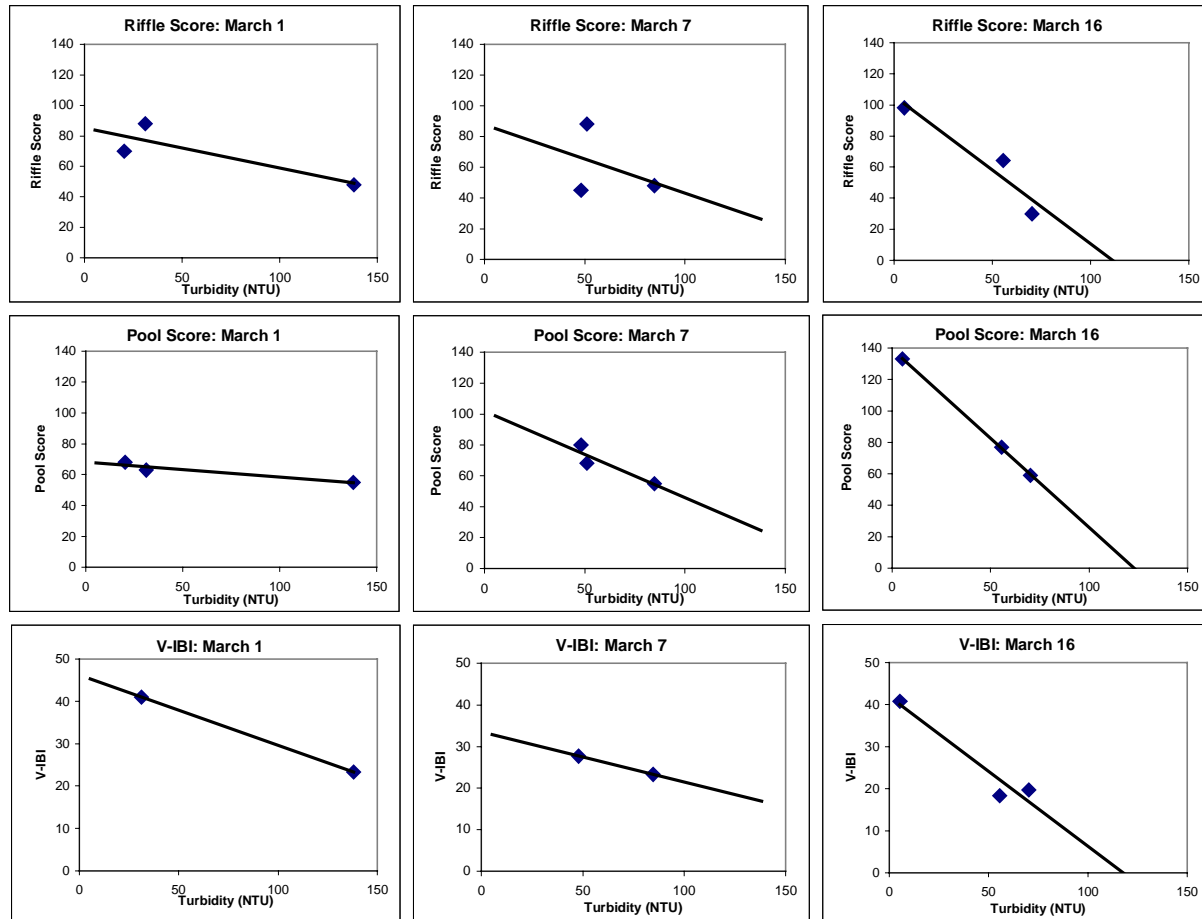 Riffle Score: March 1
140
120
100
80
60
40
20
0
Riffle Score
0 50 100 150
Turbidity (NTU)
Riffle Score: March 7
140
120
100
80
60
40
20
0
Riffle Score
0 50 100 150
Turbidity (NTU)
Riffle Score: March 16
140
120
100
80
60
40
20
0
Riffle Score
0 50 100 150
Turbidity (NTU)
Pool Score: March 1
140
120
100
80
60
40
20
0
Pool Score
0 50 100 150
Turbidity (NTU)
Pool Score: March 7
140
120
100
80
60
40
20
0
Pool Score
0 50 100 150
Turbidity (NTU)
Pool Score: March 16
140
120
100
80
60
40
20
0
Pool Score
0 50 100 150
Turbidity (NTU)
V-IBI: March 1
50
40
30
20
10
0
V-IBI
0 50 100 150
Turbidity (NTU)
V-IBI: March 7
50
40
30
20
10
0
V-IBI
0 50 100 150
Turbidity (NTU)
V-IBI: March 16
50
40
30
20
10
0
V-IBI
0 50 100 150
Turbidity (NTU)